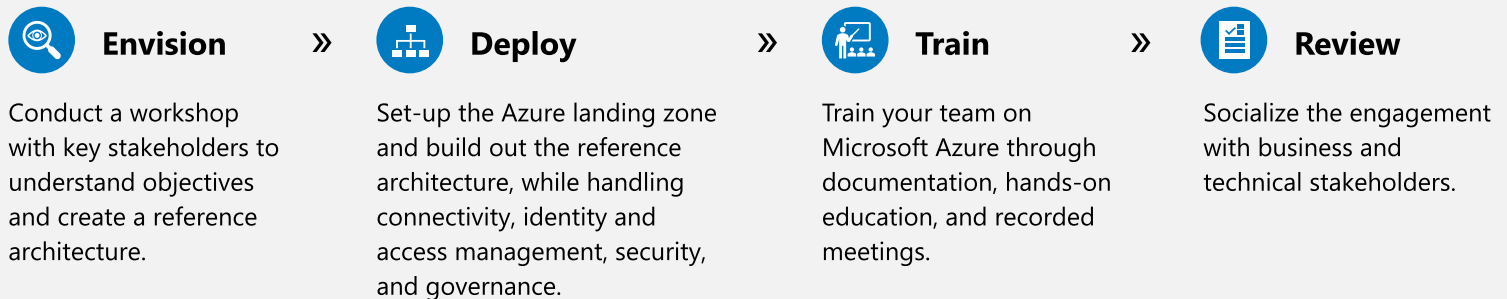 Envision
»
Deploy
»
Train
»
Review
Conduct a workshop
with key stakeholders to
understand objectives
and create a reference
architecture.
Set-up the Azure landing zone
and build out the reference
architecture, while handling
connectivity, identity and
access management, security,
and governance.
Train your team on
Microsoft Azure through
documentation, hands-on
education, and recorded
meetings.
Socialize the engagement
with business and
technical stakeholders.